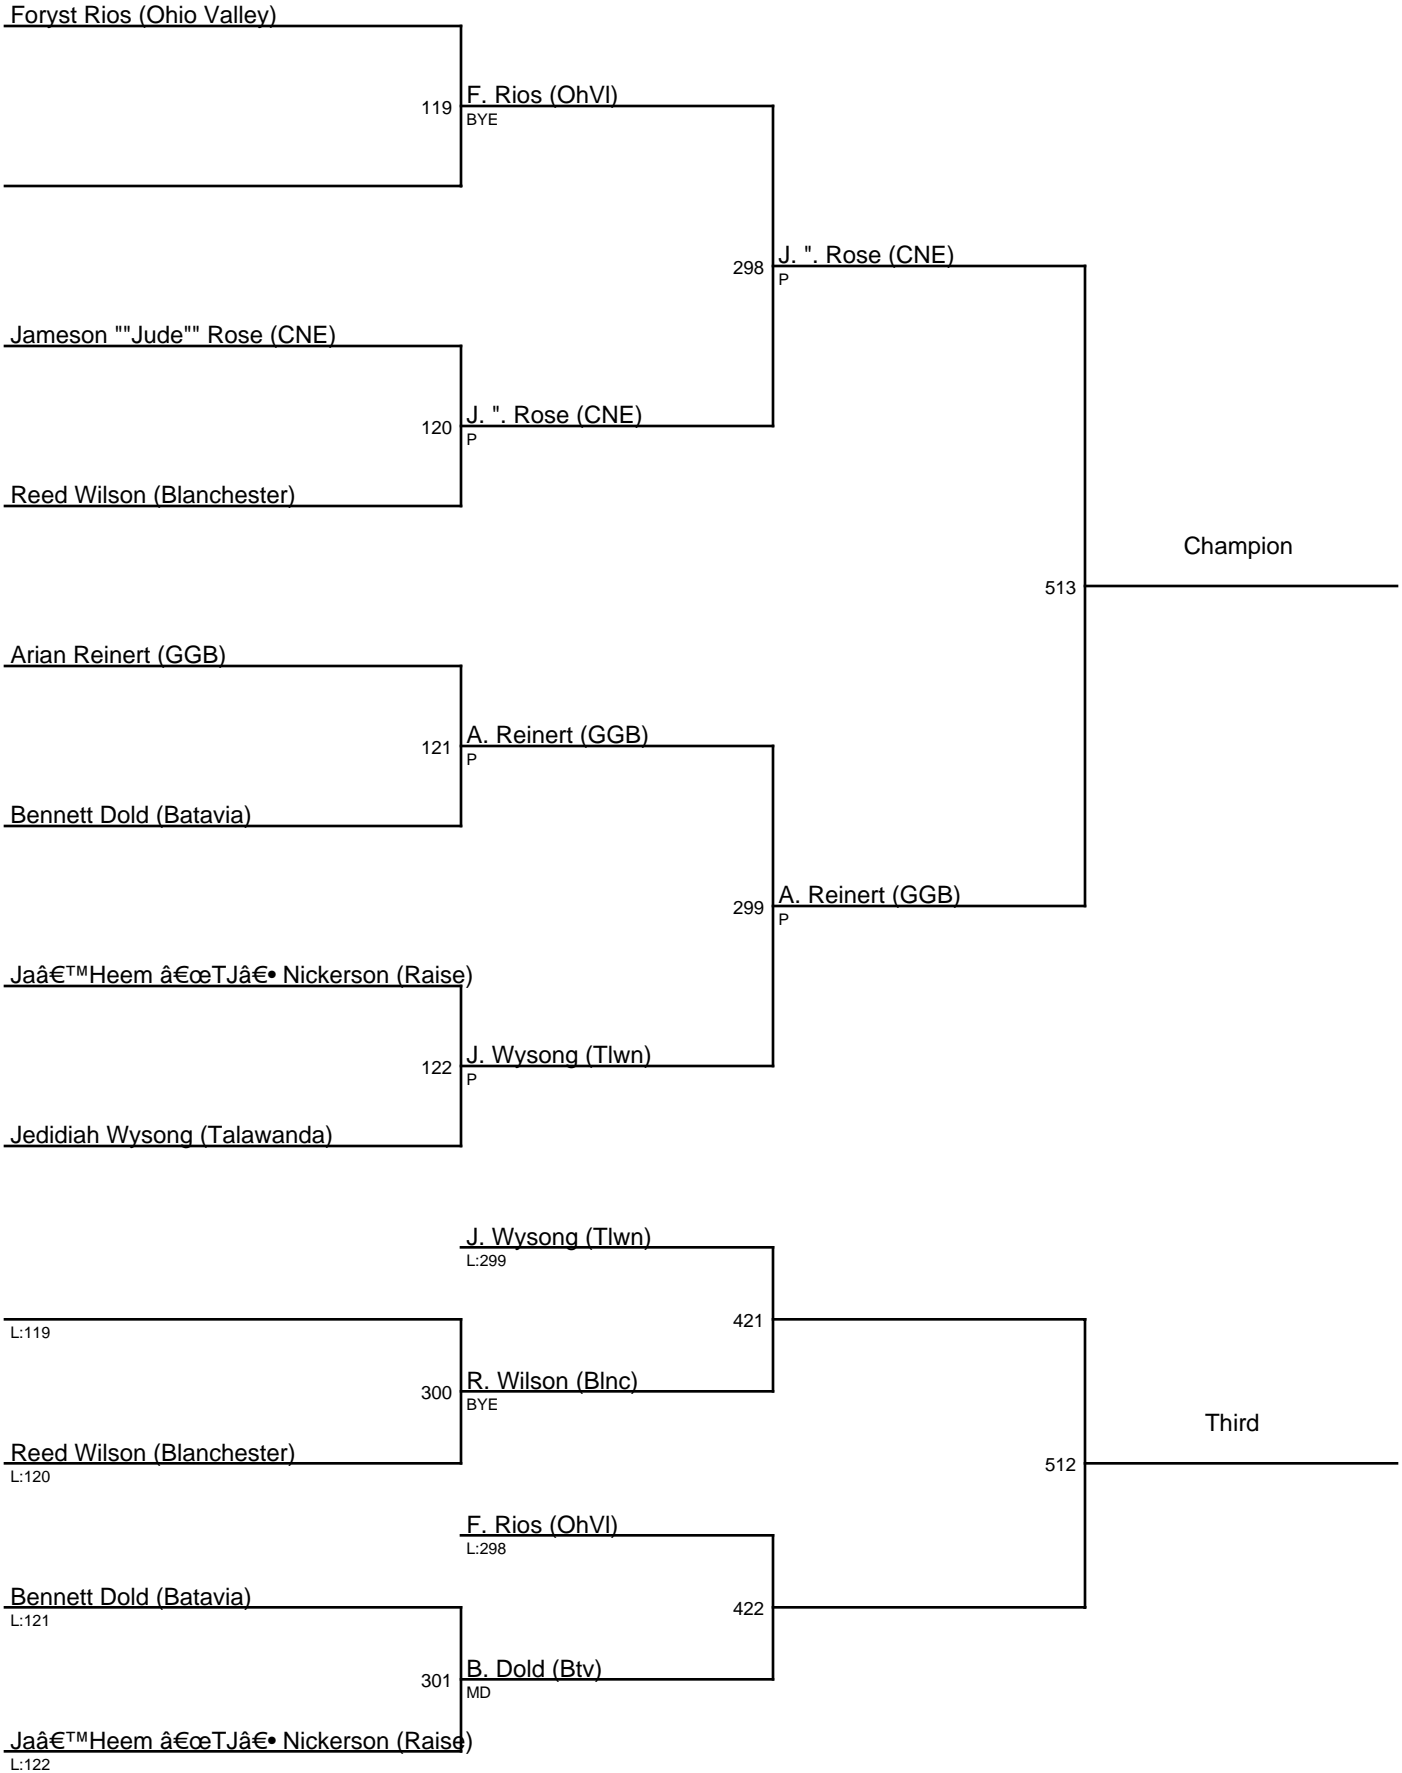 Foryst Rios (Ohio Valley)
119
F. Rios (OhVl)
BYE
298
J. ". Rose (CNE)
P
Jameson ""Jude"" Rose (CNE)
120
J. ". Rose (CNE)
P
Reed Wilson (Blanchester)
Champion
513
Arian Reinert (GGB)
121
A. Reinert (GGB)
P
Bennett Dold (Batavia)
299
A. Reinert (GGB)
P
Jaâ€™Heem â€œTJâ€• Nickerson (Raise)
122
J. Wysong (Tlwn)
P
Jedidiah Wysong (Talawanda)
J. Wysong (Tlwn)
L:299
L:119
421
300
R. Wilson (Blnc)
BYE
Third
Reed Wilson (Blanchester)
L:120
512
F. Rios (OhVl)
L:298
Bennett Dold (Batavia)
L:121
422
301
B. Dold (Btv)
MD
Jaâ€™Heem â€œTJâ€• Nickerson (Raise)
L:122